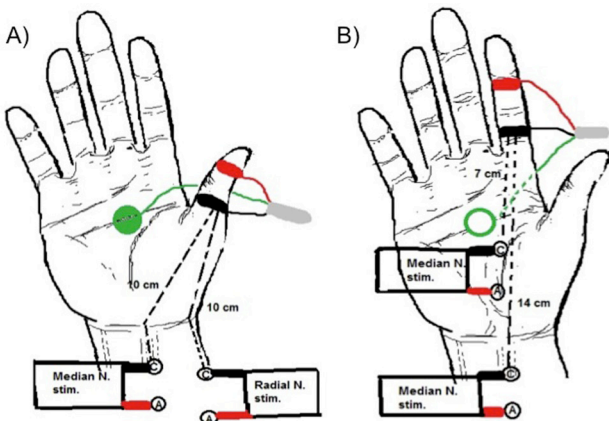 A)
10 cm
10 cm
Median N.
stim.
C
A
C
A
Radial N.
stim.
B)
7 cm
Median N.
stim.
C
A
14 cm
Median N.
stim.
C
A